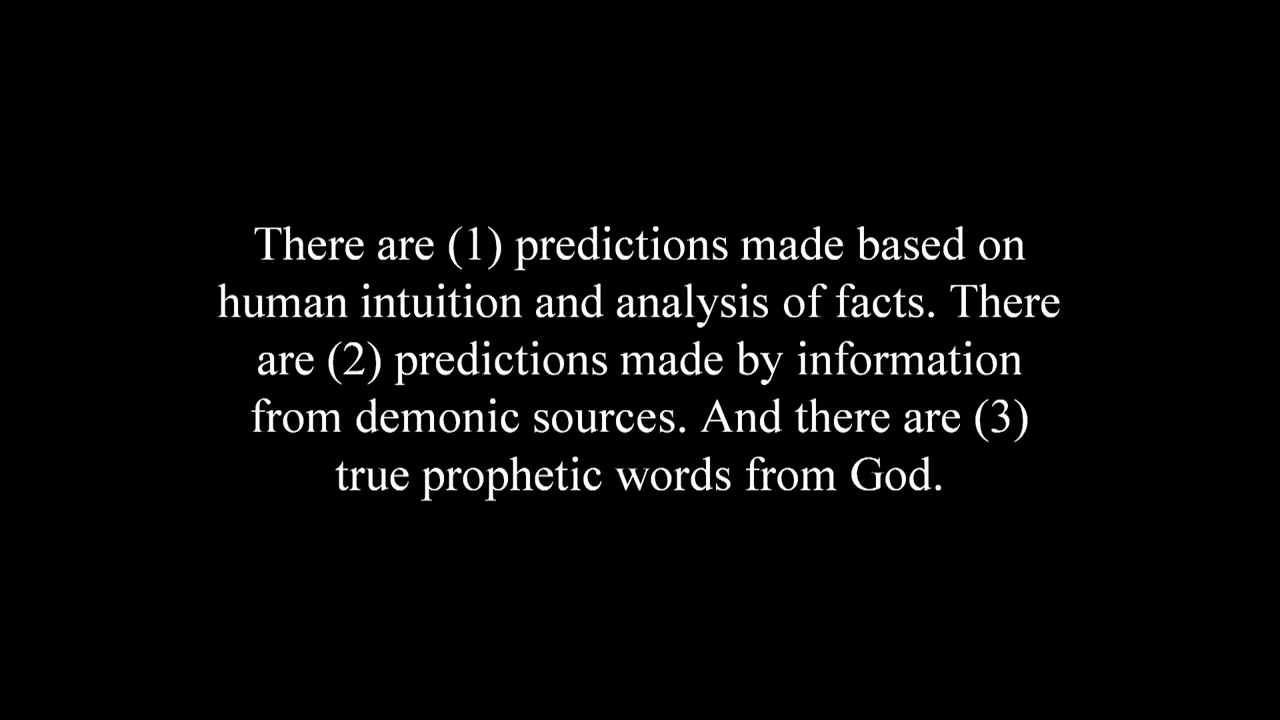 There are (1) predictions made based on
human intuition and analysis of facts. There
are (2) predictions made by information
from demonic sources. And there are (3)
true prophetic words from God.